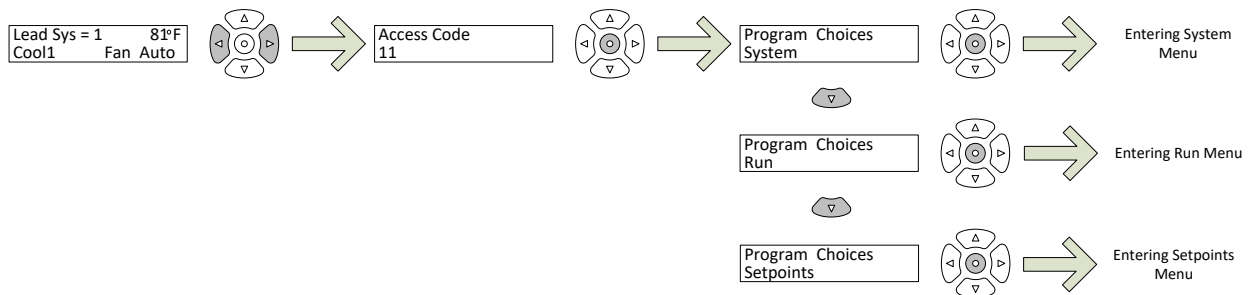 Lead Sys = 1 81°F
Cool1 Fan Auto
Access Code
11
Program Choices
System
Entering System
Menu
Program Choices
Run
Entering Run Menu
Program Choices
Setpoints
Entering Setpoints
Menu